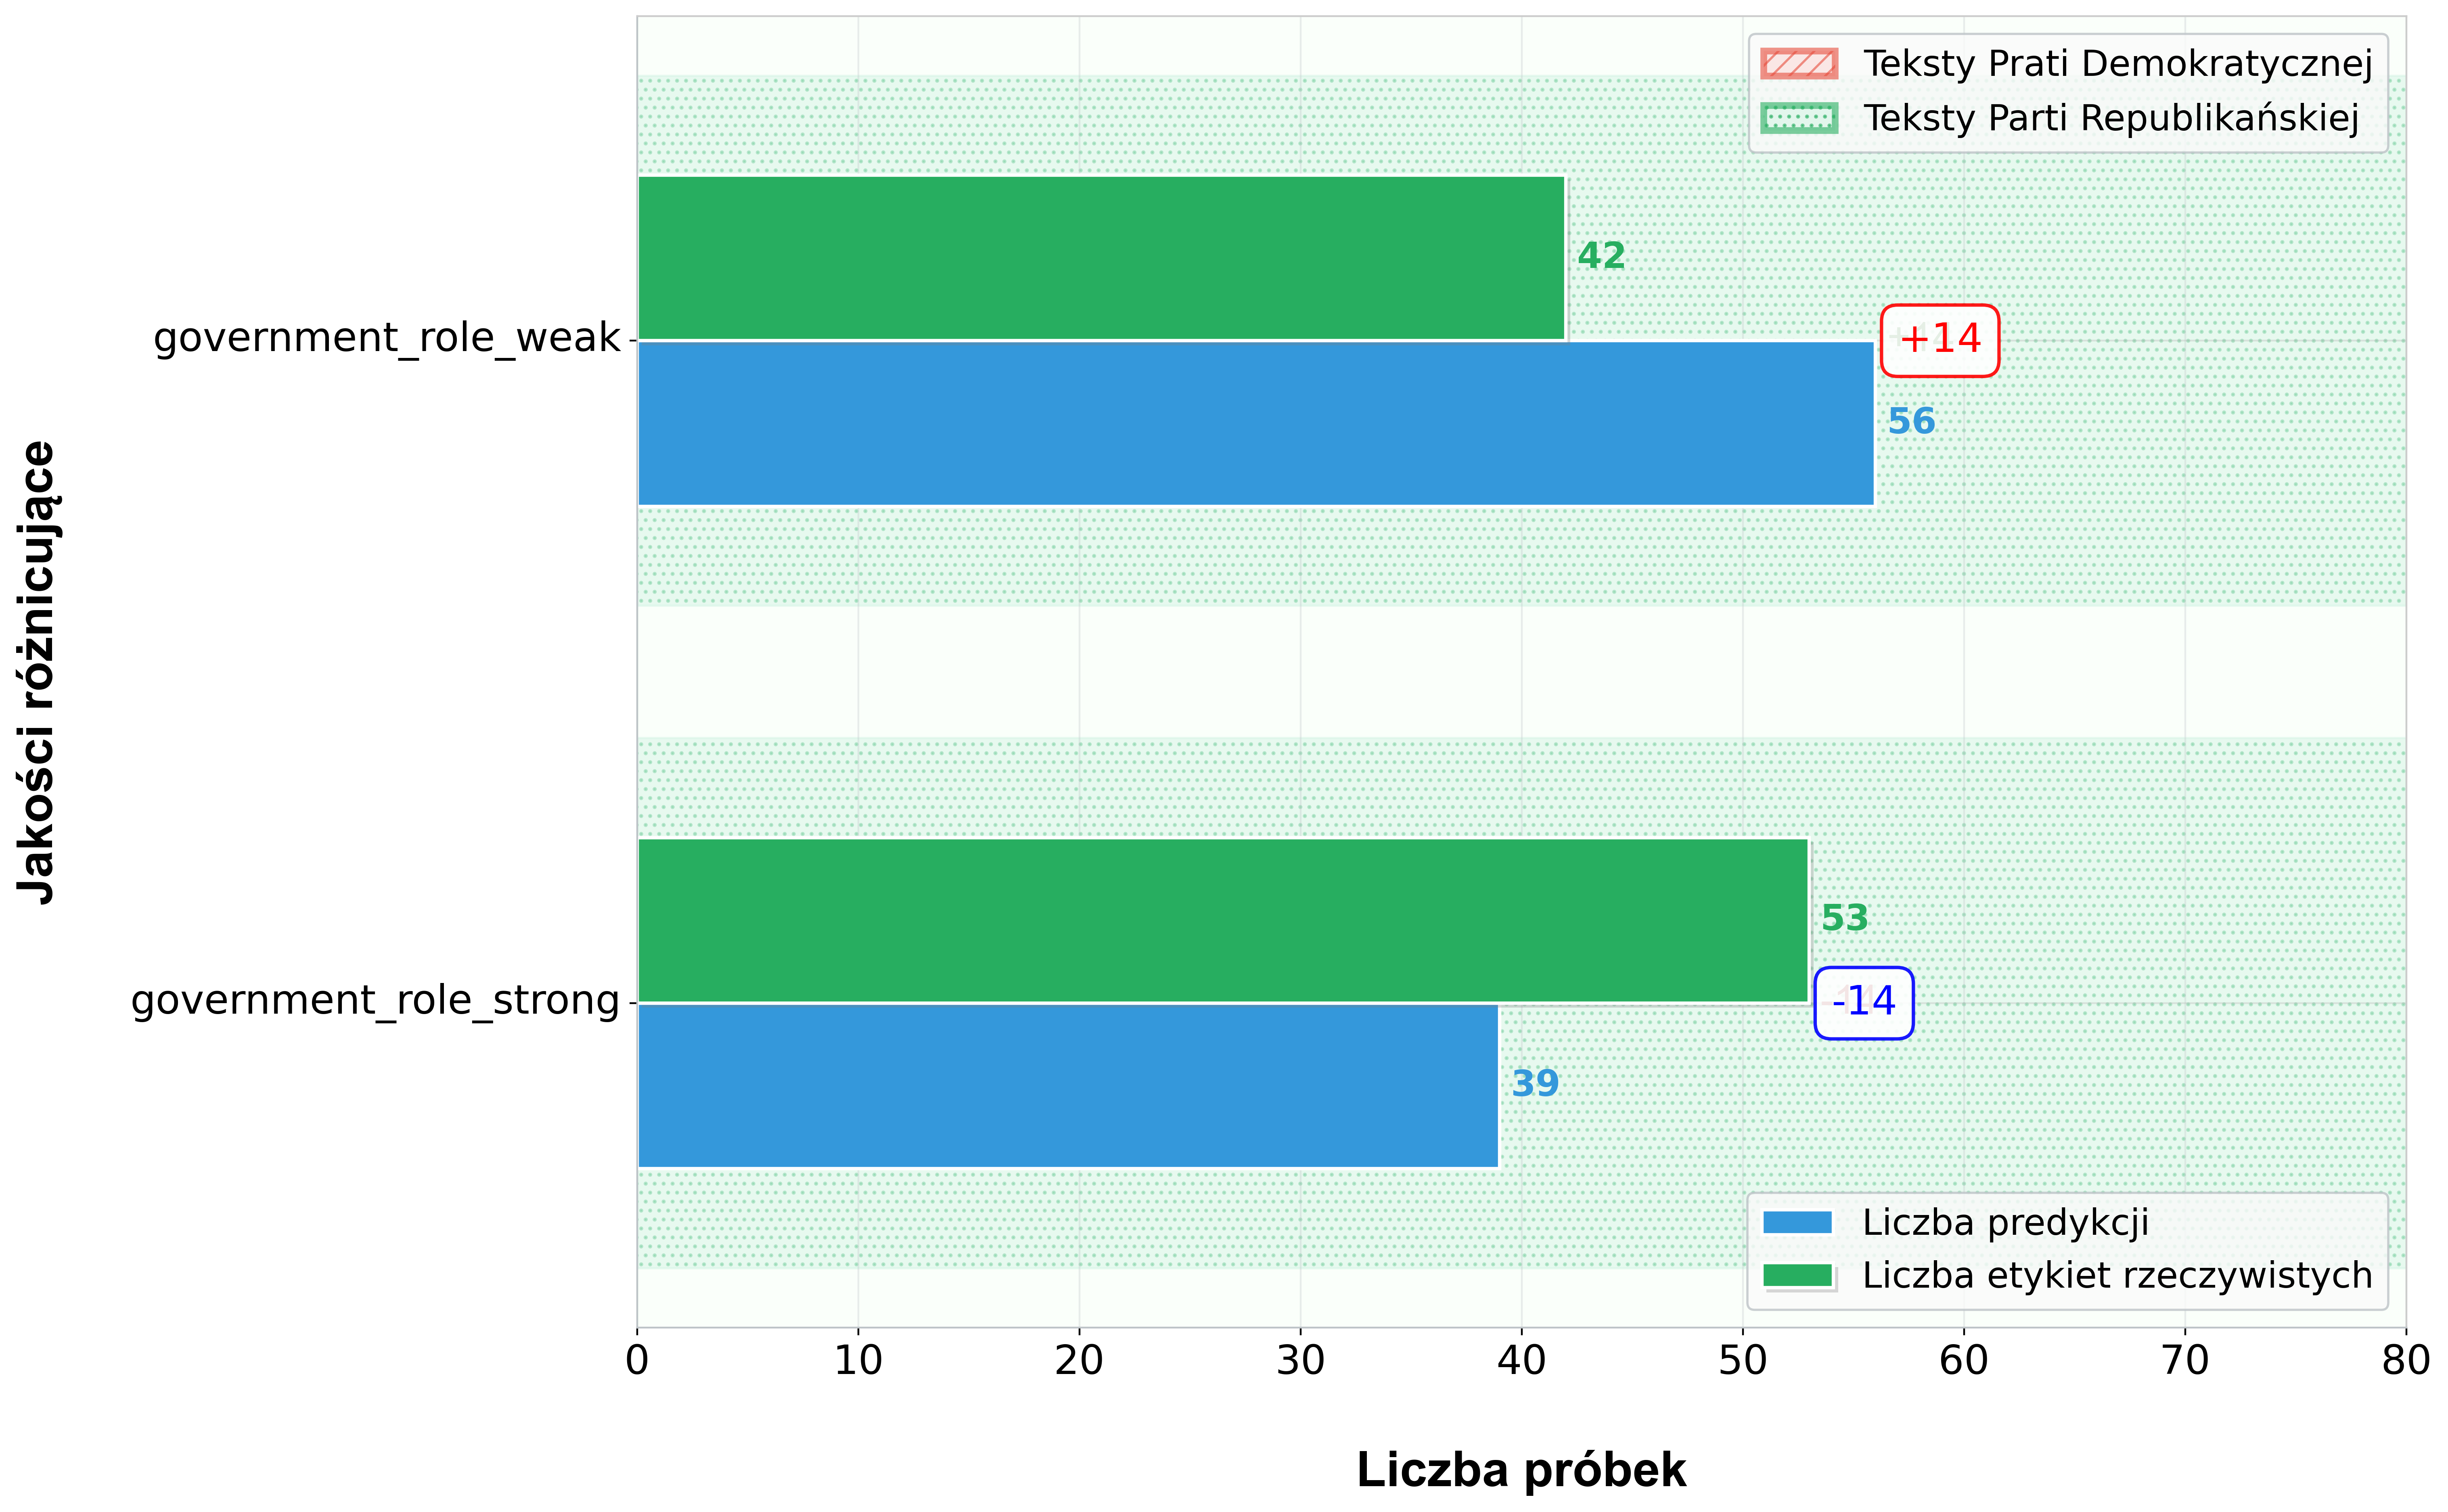 Teksty Prati Demokratycznej
Teksty Parti Republikańskiej
42
government_role_weak
+14
56
Jakości różnicujące
53
government_role_strong
-14
39
Liczba predykcji
Liczba etykiet rzeczywistych
0 10 20 30 40 50 60 70 80
Liczba próbek